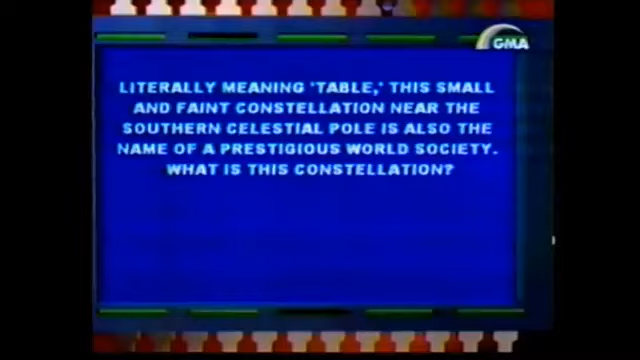 GMA
LITERALLY MEANING 'TABLE,' THIS SMALL
AND FAINT CONSTELLATION NEAR THE
SOUTHERN CELESTIAL POLE IS ALSO THE
NAME OF A PRESTIGIOUS WORLD SOCIETY.
WHAT IS THIS CONSTELLATION?